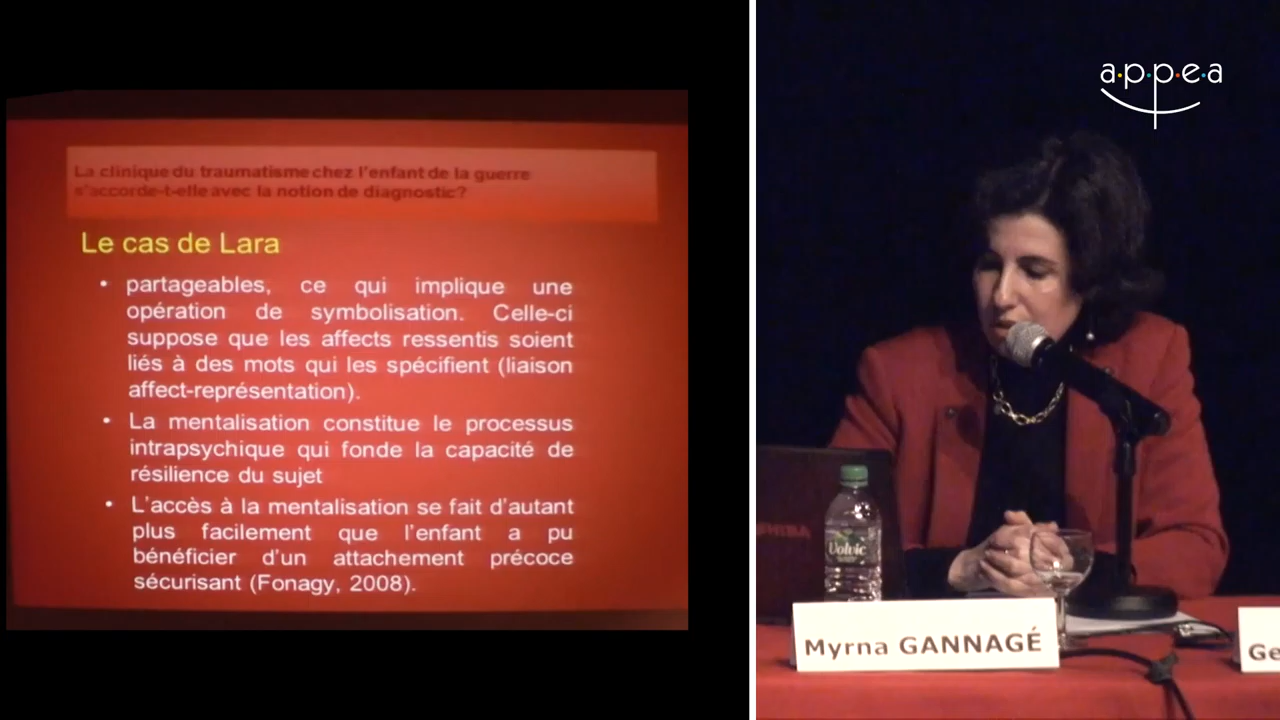 La clinique du traumatisme chez l'enfant de la guerre
s'accorde-t-elle avec la notion de diagnostic?
Le cas de Lara
• partageables, ce qui implique une
opération de symbolisation. Celle-ci
suppose que les affects ressentis soient
liés à des mots qui les spécifient (liaison
affect-représentation).
• La mentalisation constitue le processus
intrapsychique qui fonde la capacité de
résilience du sujet
• L'accès à la mentalisation se fait d'autant
plus facilement que l'enfant a pu
bénéficier d'un attachement précoce
sécurisant (Fonagy, 2008).
a·p·p·e·a
Volvic
Myrna GANNAGÉ
Ge